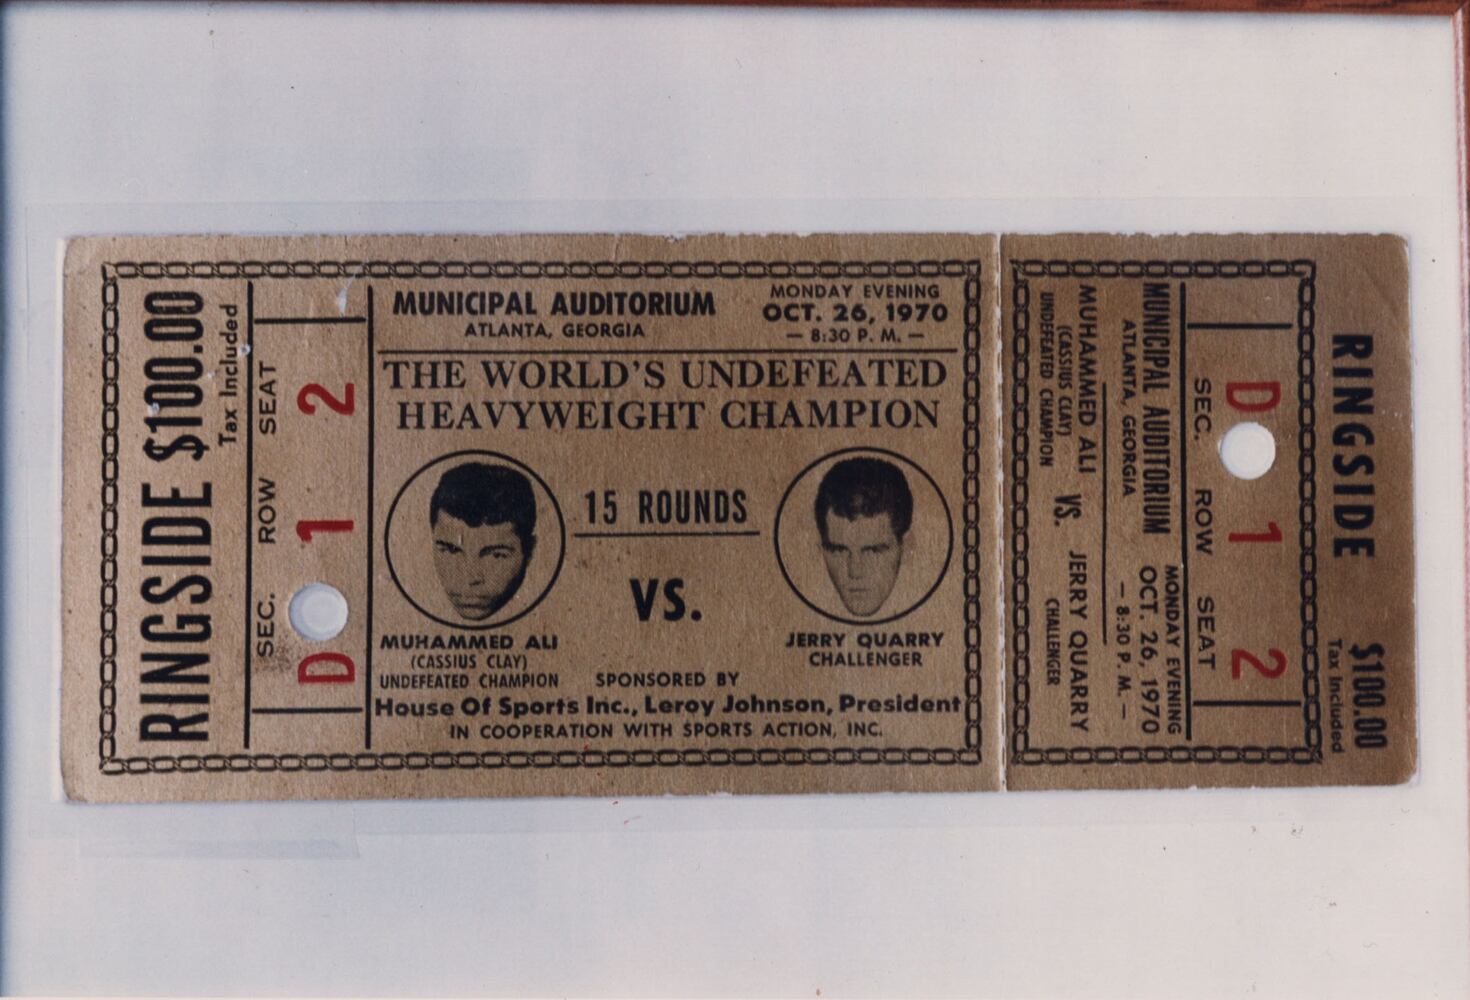 RINGSIDE $100.00
Tax Included
SEC. ROW SEAT
D 1 2
MUNICIPAL AUDITORIUM
ATLANTA, GEORGIA
MONDAY EVENING
OCT. 26, 1970
— 8:30 P. M. —
THE WORLD'S UNDEFEATED
HEAVYWEIGHT CHAMPION
15 ROUNDS
VS.
MUHAMMED ALI
(CASSIUS CLAY)
UNDEFEATED CHAMPION
JERRY QUARRY
CHALLENGER
SPONSORED BY
House Of Sports Inc., Leroy Johnson, President
IN COOPERATION WITH SPORTS ACTION, INC.
RINGSIDE $100.00
Tax Included
D 1 2
SEC. ROW SEAT
MUNICIPAL AUDITORIUM
ATLANTA, GEORGIA
MONDAY EVENING
OCT. 26, 1970
— 8:30 P. M. —
MUHAMMED ALI VS. JERRY QUARRY
(CASSIUS CLAY)
UNDEFEATED CHAMPION
CHALLENGER